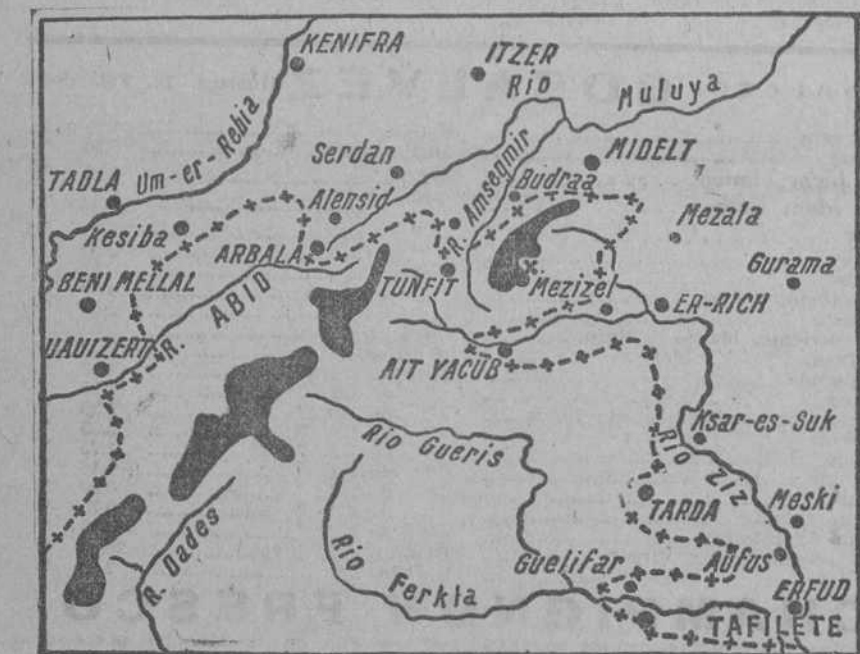 KENIFRA
ITZER
Rio
Muluya
Um-er-Rebia
Serdan
MIDELT
TADLA
Amsegmir
Budraa
Alensid
R.
Mezala
Kesiba
ARBALA
Gurama
BENI MELLAL
TUNFIT
Mezizel
ER-RICH
R. ABID
UAUIZERT
AIT YACUB
Ksar-es-Suk
Rio Gueris
RIO ZIZ
TARDA
Meski
R. Dades
Rio Ferkla
Guelifar
Aufus
ERFUD
TAFILETE